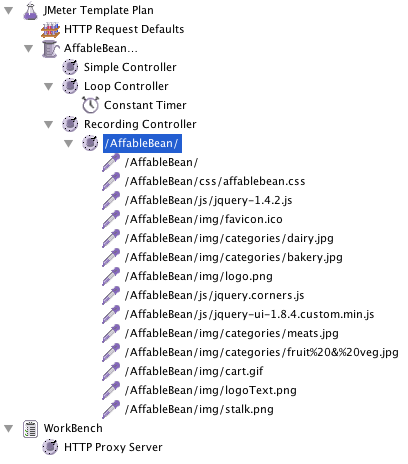 JMeter Template Plan
HTTP Request Defaults
AffableBean...
Simple Controller
Loop Controller
Constant Timer
Recording Controller
/AffableBean/
/AffableBean/
/AffableBean/css/affablebean.css
/AffableBean/js/jquery-1.4.2.js
/AffableBean/img/favicon.ico
/AffableBean/img/categories/dairy.jpg
/AffableBean/img/categories/bakery.jpg
/AffableBean/img/logo.png
/AffableBean/js/jquery.corners.js
/AffableBean/js/jquery-ui-1.8.4.custom.min.js
/AffableBean/img/categories/meats.jpg
/AffableBean/img/categories/fruit%20&%20veg.jpg
/AffableBean/img/cart.gif
/AffableBean/img/logoText.png
/AffableBean/img/stalk.png
WorkBench
HTTP Proxy Server